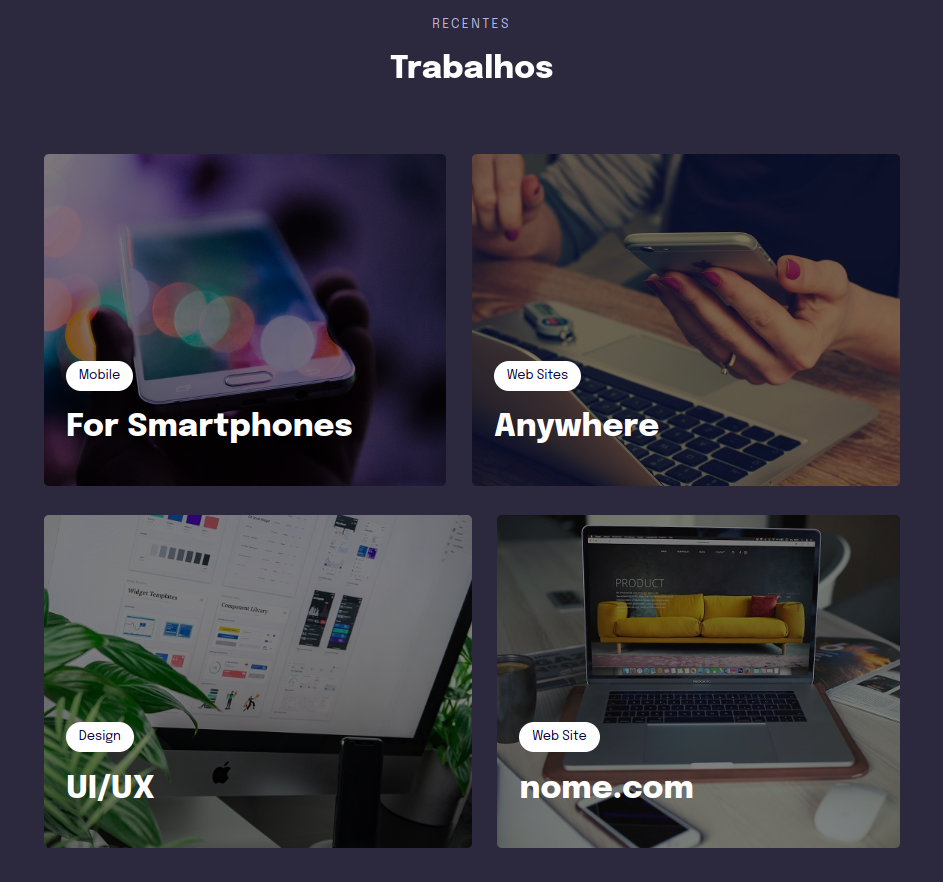 RECENTES
Trabalhos
Mobile
For Smartphones
Web Sites
Anywhere
Widget Templates
Component Library
Design
UI/UX
PRODUCT
Web Site
nome.com